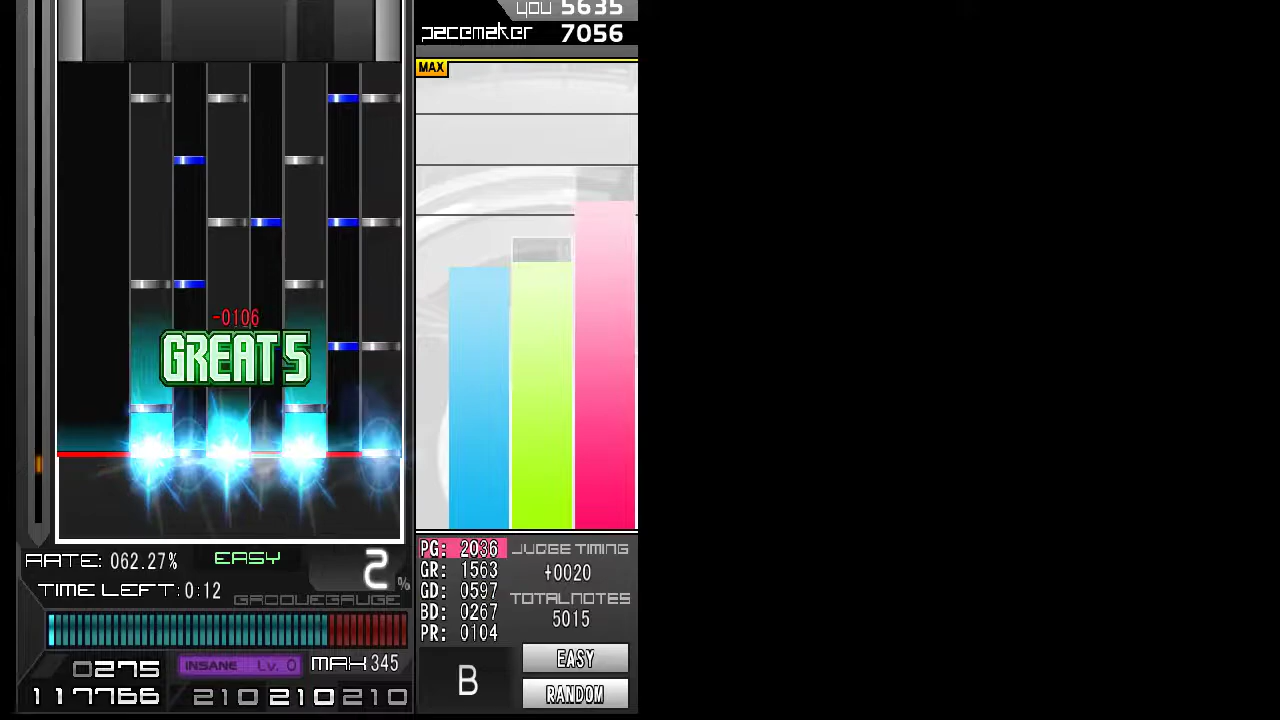 you 5635
pacemaker 7056
MAX
-0106
GREAT 5
RATE: 062.27% EASY 2%
TIME LEFT: 0:12
GROOVEGAUGE
0275 INSANE Lv. 0 MAX 345
117766 210 210 210
PG: 2036
GR: 1563
GD: 0597
BD: 0267
PR: 0104
JUDGE TIMING
+0020
TOTALNOTES
5015
B
EASY
RANDOM